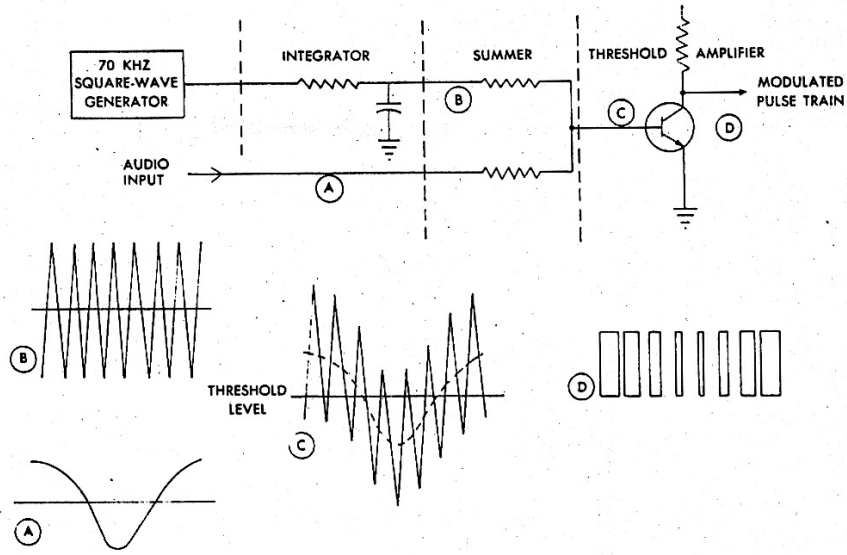 70 KHZ
SQUARE-WAVE
GENERATOR
INTEGRATOR
SUMMER
THRESHOLD AMPLIFIER
MODULATED
PULSE TRAIN
B
C
D
AUDIO
INPUT
A
B
THRESHOLD
LEVEL
C
D
A